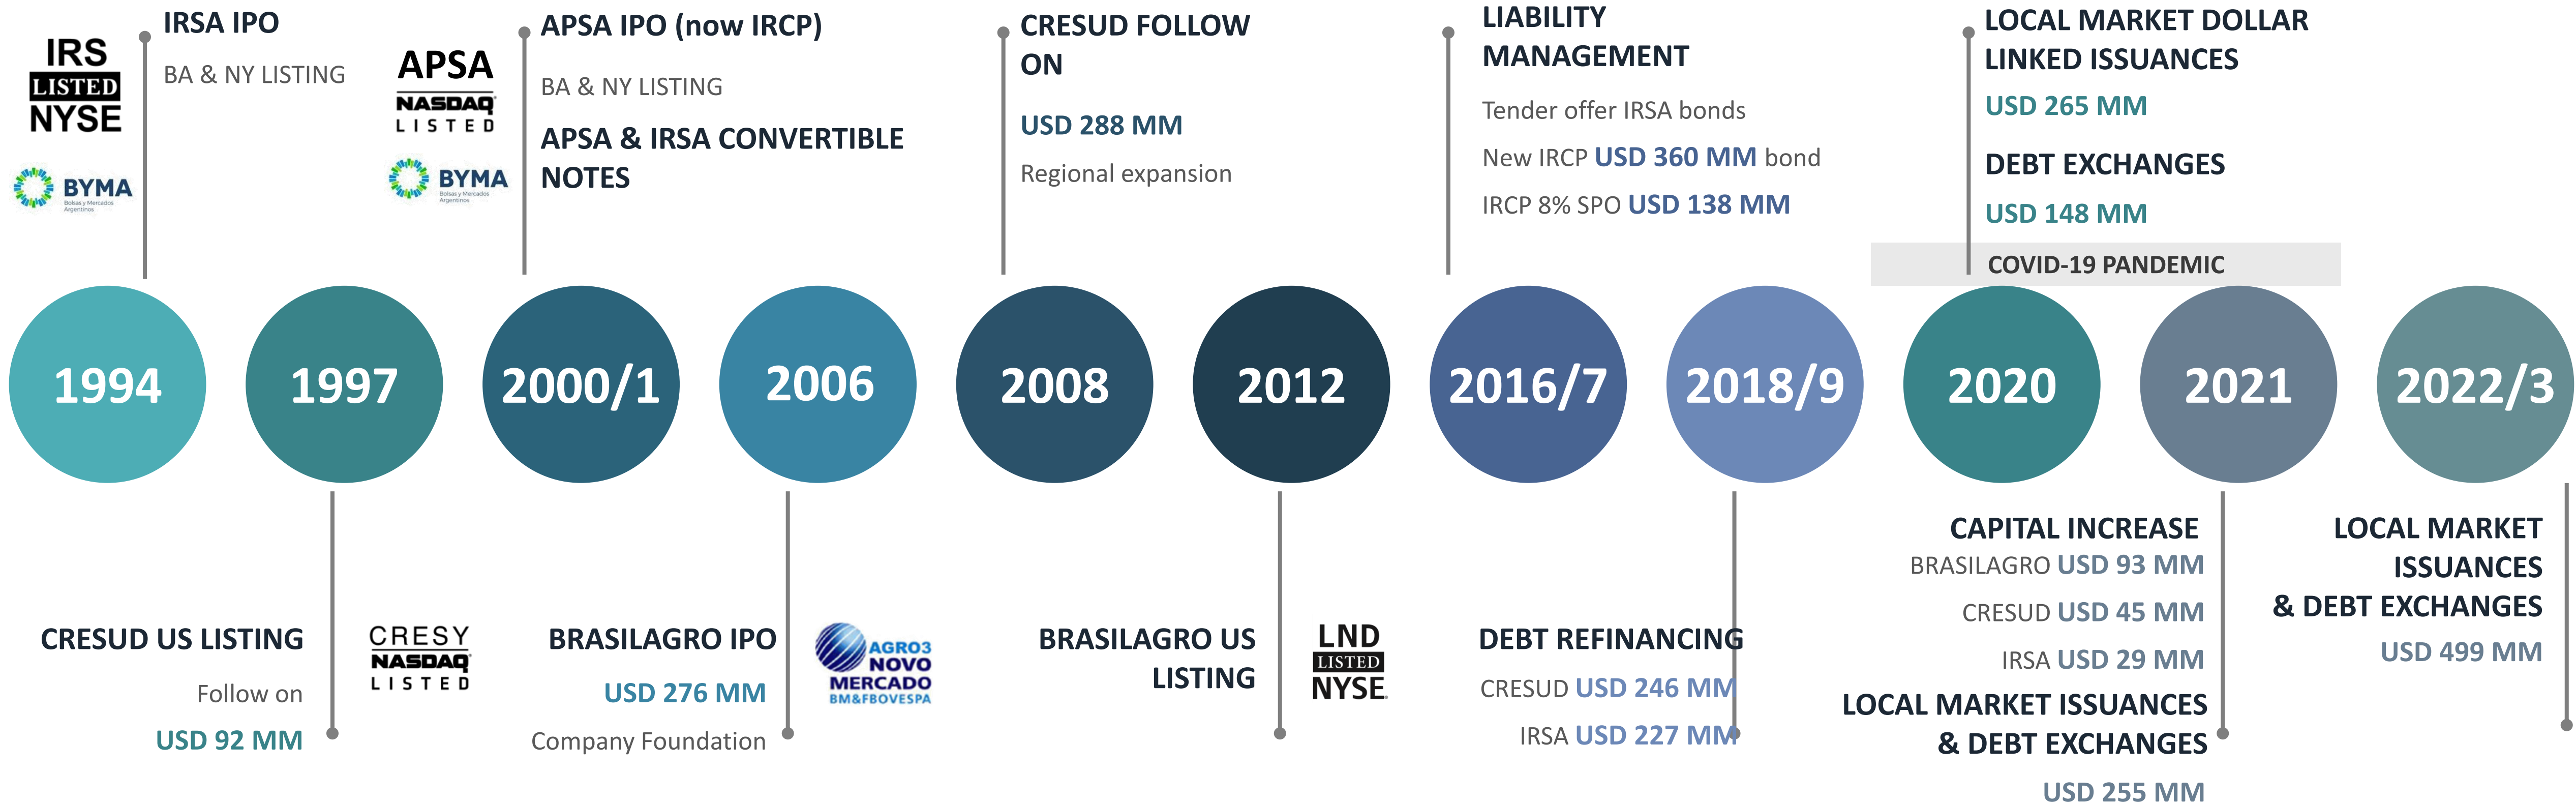 IRS
LISTED
NYSE
BYMA
Bolsas y Mercados
Argentinos
IRSA IPO
BA & NY LISTING
APSA
NASDAQ
LISTED
BYMA
Bolsas y Mercados
Argentinos
APSA IPO (now IRCP)
BA & NY LISTING
APSA & IRSA CONVERTIBLE
NOTES
CRESUD FOLLOW
ON
USD 288 MM
Regional expansion
LIABILITY
MANAGEMENT
Tender offer IRSA bonds
New IRCP USD 360 MM bond
IRCP 8% SPO USD 138 MM
LOCAL MARKET DOLLAR
LINKED ISSUANCES
USD 265 MM
DEBT EXCHANGES
USD 148 MM
COVID-19 PANDEMIC
1994
1997
2000/1
2006
2008
2012
2016/7
2018/9
2020
2021
2022/3
CRESUD US LISTING
Follow on
USD 92 MM
CRESY
NASDAQ
LISTED
BRASILAGRO IPO
USD 276 MM
Company Foundation
AGRO3
NOVO
MERCADO
BM&FBOVESPA
BRASILAGRO US
LISTING
LND
LISTED
NYSE.
DEBT REFINANCING
CRESUD USD 246 MM
IRSA USD 227 MM
CAPITAL INCREASE
BRASILAGRO USD 93 MM
CRESUD USD 45 MM
IRSA USD 29 MM
LOCAL MARKET ISSUANCES
& DEBT EXCHANGES
USD 255 MM
LOCAL MARKET
ISSUANCES
& DEBT EXCHANGES
USD 499 MM